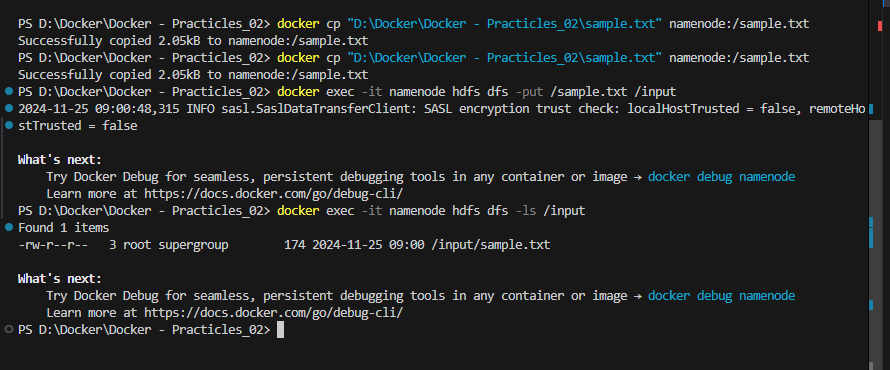 PS D:\Docker\Docker - Practicles_02> docker cp "D:\Docker\Docker - Practicles_02\sample.txt" namenode:/sample.txt
Successfully copied 2.05kB to namenode:/sample.txt
PS D:\Docker\Docker - Practicles_02> docker cp "D:\Docker\Docker - Practicles_02\sample.txt" namenode:/sample.txt
Successfully copied 2.05kB to namenode:/sample.txt
PS D:\Docker\Docker - Practicles_02> docker exec -it namenode hdfs dfs -put /sample.txt /input
2024-11-25 09:00:48,315 INFO sasl.SaslDataTransferClient: SASL encryption trust check: localHostTrusted = false, remoteHo
stTrusted = false
What's next:
    Try Docker Debug for seamless, persistent debugging tools in any container or image → docker debug namenode
    Learn more at https://docs.docker.com/go/debug-cli/
PS D:\Docker\Docker - Practicles_02> docker exec -it namenode hdfs dfs -ls /input
Found 1 items
-rw-r--r--   3 root supergroup        174 2024-11-25 09:00 /input/sample.txt
What's next:
    Try Docker Debug for seamless, persistent debugging tools in any container or image → docker debug namenode
    Learn more at https://docs.docker.com/go/debug-cli/
PS D:\Docker\Docker - Practicles_02>